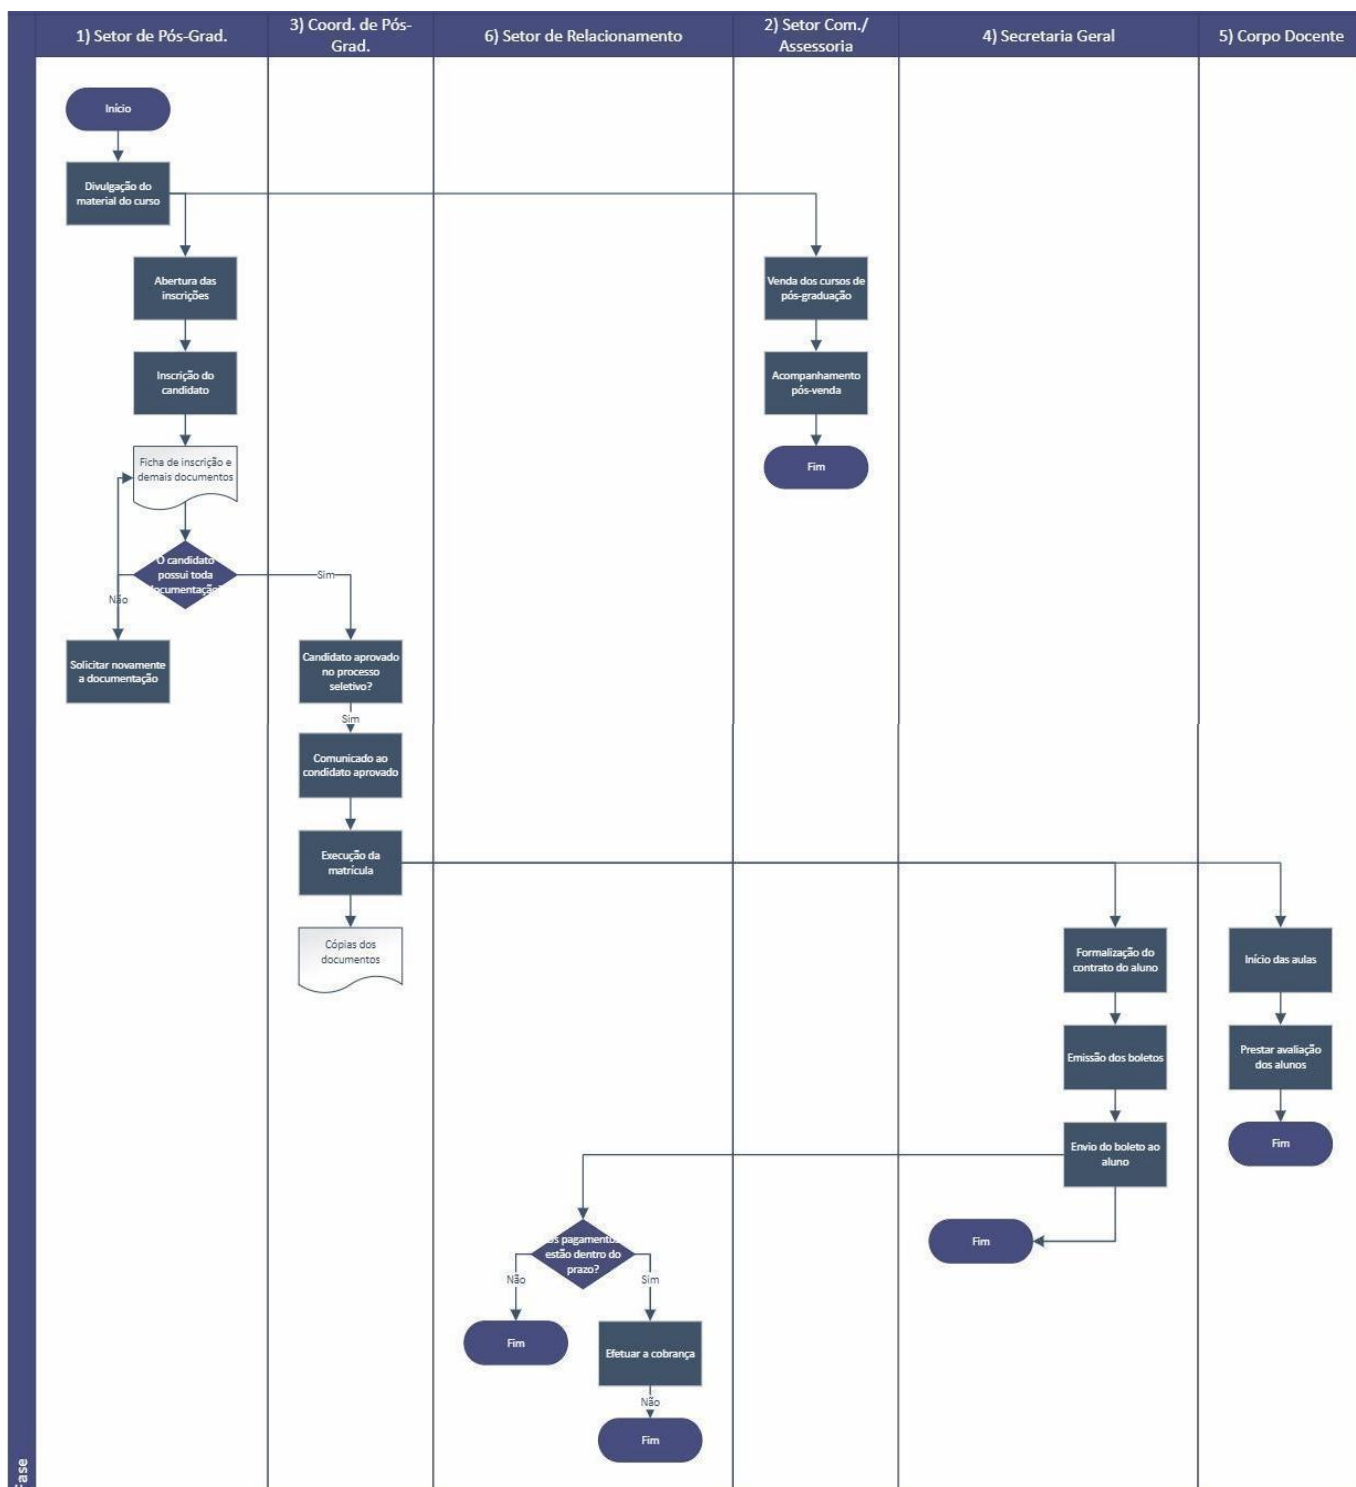 1) Setor de Pós-Grad.
3) Coord. de Pós-
Grad.
6) Setor de Relacionamento
2) Setor Com./
Assessoria
4) Secretaria Geral
5) Corpo Docente
Início
Divulgação do
material do curso
Abertura das
inscrições
Venda dos cursos de
pós-graduação
Inscrição do
candidato
Acompanhamento
pós-venda
Ficha de inscrição e
demais documentos
Fim
O candidato
possui toda
documentação
Sim
Não
Solicitar novamente
a documentação
Candidato aprovado
no processo
seletivo?
Sim
Comunicado ao
condidato aprovado
Execução da
matrícula
Cópias dos
documentos
Formalização do
contrato do aluno
Início das aulas
Emissão dos boletos
Prestar avaliação
dos alunos
Envio do boleto ao
aluno
Fim
Fim
Os pagamentos
estão dentro do
prazo?
Não
Sim
Fim
Efetuar a cobrança
Não
Fim